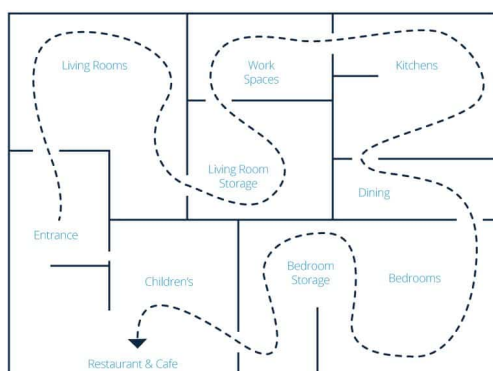 Living Rooms
Work
Spaces
Kitchens
Living Room
Storage
Dining
Entrance
Children's
Bedroom
Storage
Bedrooms
Restaurant & Cafe